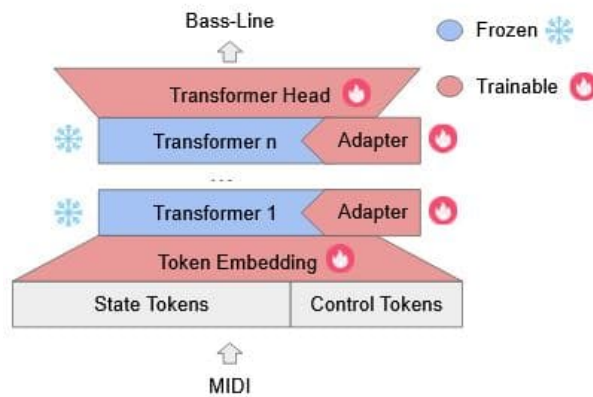 Bass-Line
Frozen
Trainable
Transformer Head
Transformer n
Adapter
...
Transformer 1
Adapter
Token Embedding
State Tokens
Control Tokens
MIDI